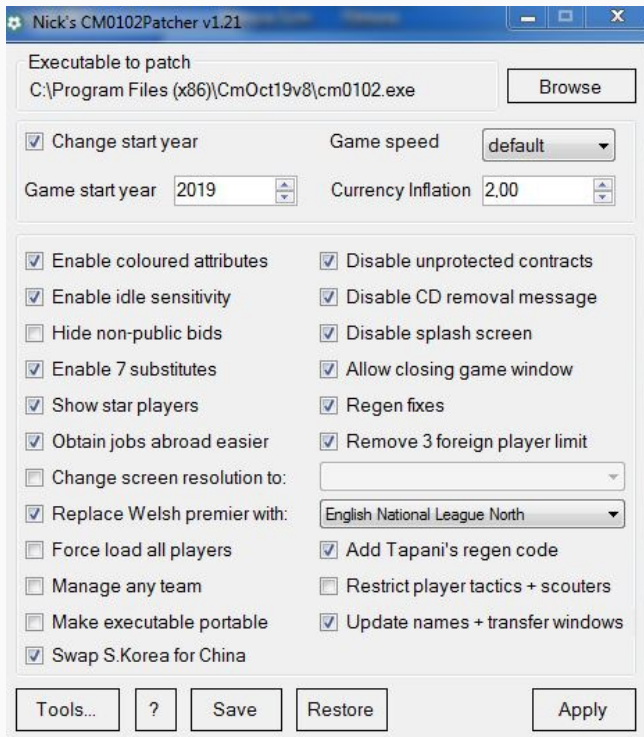 Nick's CM0102Patcher v1.21
Executable to patch
C:\Program Files (x86)\CmOct19v8\cm0102.exe
Browse
Change start year
Game speed
default
Game start year
2019
Currency Inflation
2,00
Enable coloured attributes
Disable unprotected contracts
Enable idle sensitivity
Disable CD removal message
Hide non-public bids
Disable splash screen
Enable 7 substitutes
Allow closing game window
Show star players
Regen fixes
Obtain jobs abroad easier
Remove 3 foreign player limit
Change screen resolution to:
Replace Welsh premier with:
English National League North
Force load all players
Add Tapani's regen code
Manage any team
Restrict player tactics + scouters
Make executable portable
Update names + transfer windows
Swap S.Korea for China
Tools...
?
Save
Restore
Apply